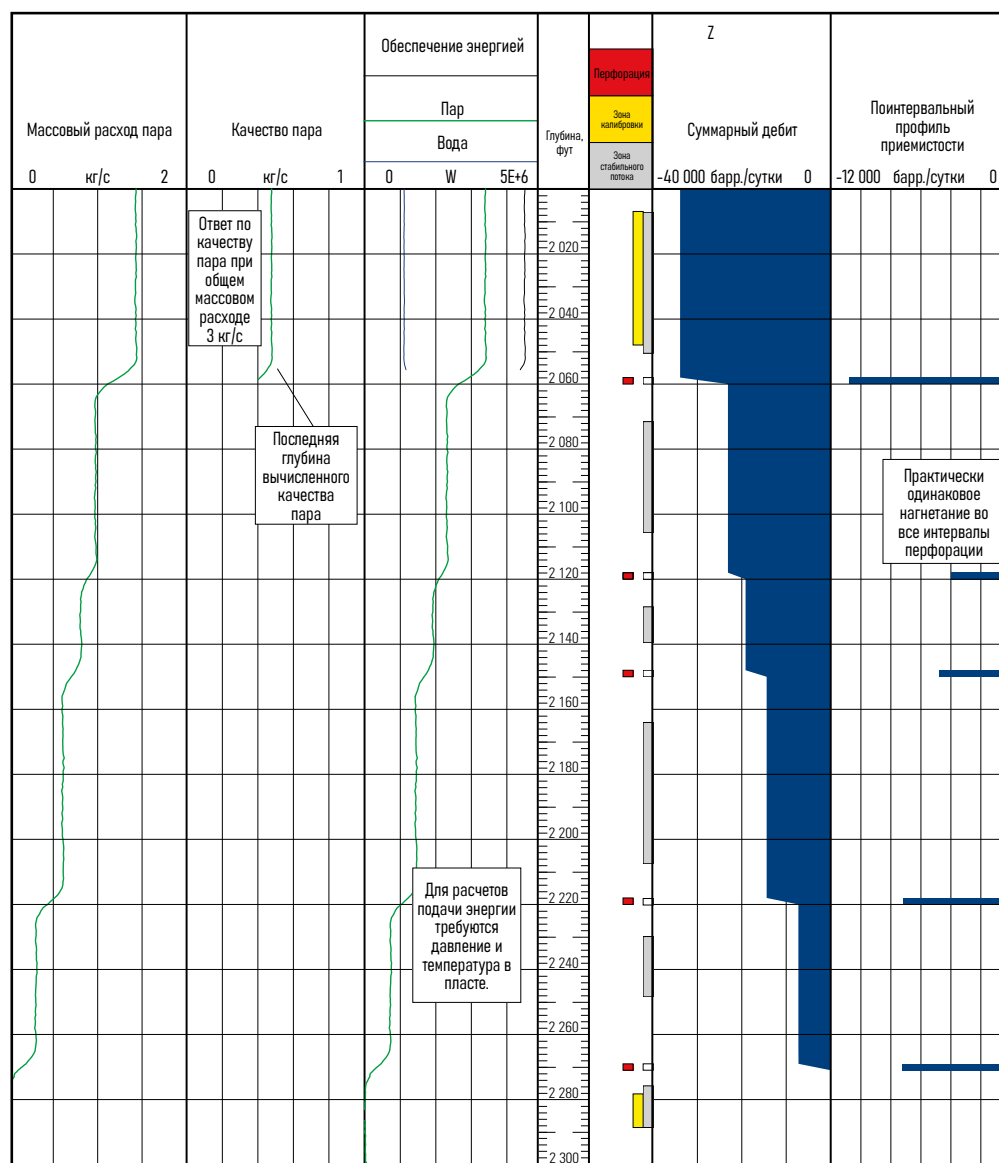 Обеспечение энергией
Z
Перфорация
Пар
Массовый расход пара
Качество пара
Вода
Глубина,
фут
Зона
калибровки
Суммарный дебит
Поинтервальный
профиль
приемистости
Зона
стабильного
потока
0 кг/с 2
0 кг/с 1
0 W 5E+6
-40 000 барр./сутки 0
-12 000 барр./сутки 0
Ответ по
качеству
пара при
общем
массовом
расходе
3 кг/с
2 020
2 040
2 060
2 080
2 100
2 120
2 140
2 160
2 180
2 200
2 220
2 240
2 260
2 280
2 300
Последняя
глубина
вычисленного
качества
пара
Практически
одинаковое
нагнетание во
все интервалы
перфорации
Для расчетов
подачи энергии
требуются
давление и
температура в
пласте.